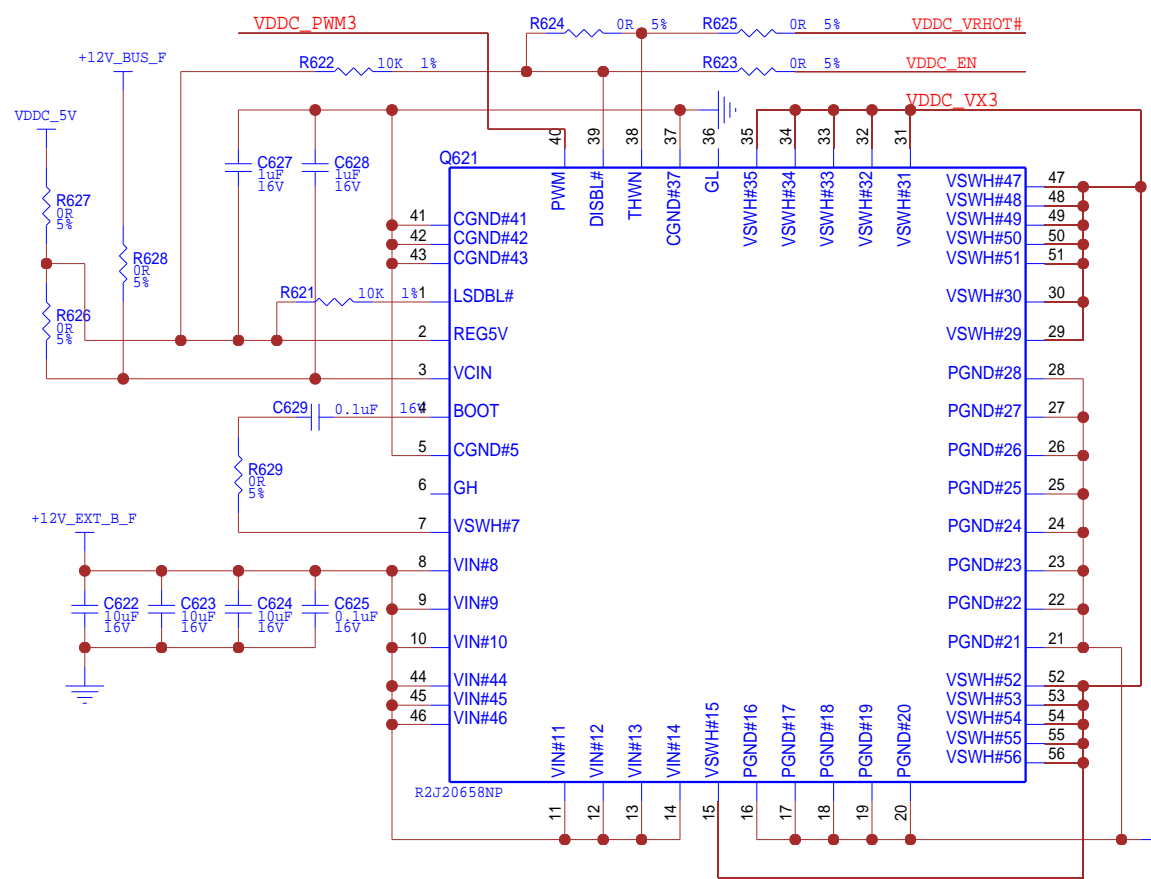 VDDC_PWM3
R624 0R 5% R625 0R 5% VDDC_VRHOT#
+12V_BUS_F
R622 10K 1% R623 0R 5% VDDC_EN
VDDC_5V
VDDC_VX3
40 39 38 37 36 35 34 33 32 31
Q621
C627
1uF
16V
C628
1uF
16V
PWM DISBL# THWN CGND#37 GL VSWH#35 VSWH#34 VSWH#33 VSWH#32 VSWH#31
R627
0R
5%
R628
0R
5%
R626
0R
5%
41 CGND#41
42 CGND#42
43 CGND#43
R621 10K 1% 1 LSDBL#
2 REG5V
3 VCIN
C629 0.1uF 16V 4 BOOT
5 CGND#5
R629
0R
5%
6 GH
7 VSWH#7
+12V_EXT_B_F
8 VIN#8
9 VIN#9
10 VIN#10
C622
10uF
16V
C623
10uF
16V
C624
10uF
16V
C625
0.1uF
16V
44 VIN#44
45 VIN#45
46 VIN#46
VSWH#47 47
VSWH#48 48
VSWH#49 49
VSWH#50 50
VSWH#51 51
VSWH#30 30
VSWH#29 29
PGND#28 28
PGND#27 27
PGND#26 26
PGND#25 25
PGND#24 24
PGND#23 23
PGND#22 22
PGND#21 21
VSWH#52 52
VSWH#53 53
VSWH#54 54
VSWH#55 55
VSWH#56 56
VIN#11 VIN#12 VIN#13 VIN#14 VSWH#15 PGND#16 PGND#17 PGND#18 PGND#19 PGND#20
R2J20658NP
11 12 13 14 15 16 17 18 19 20